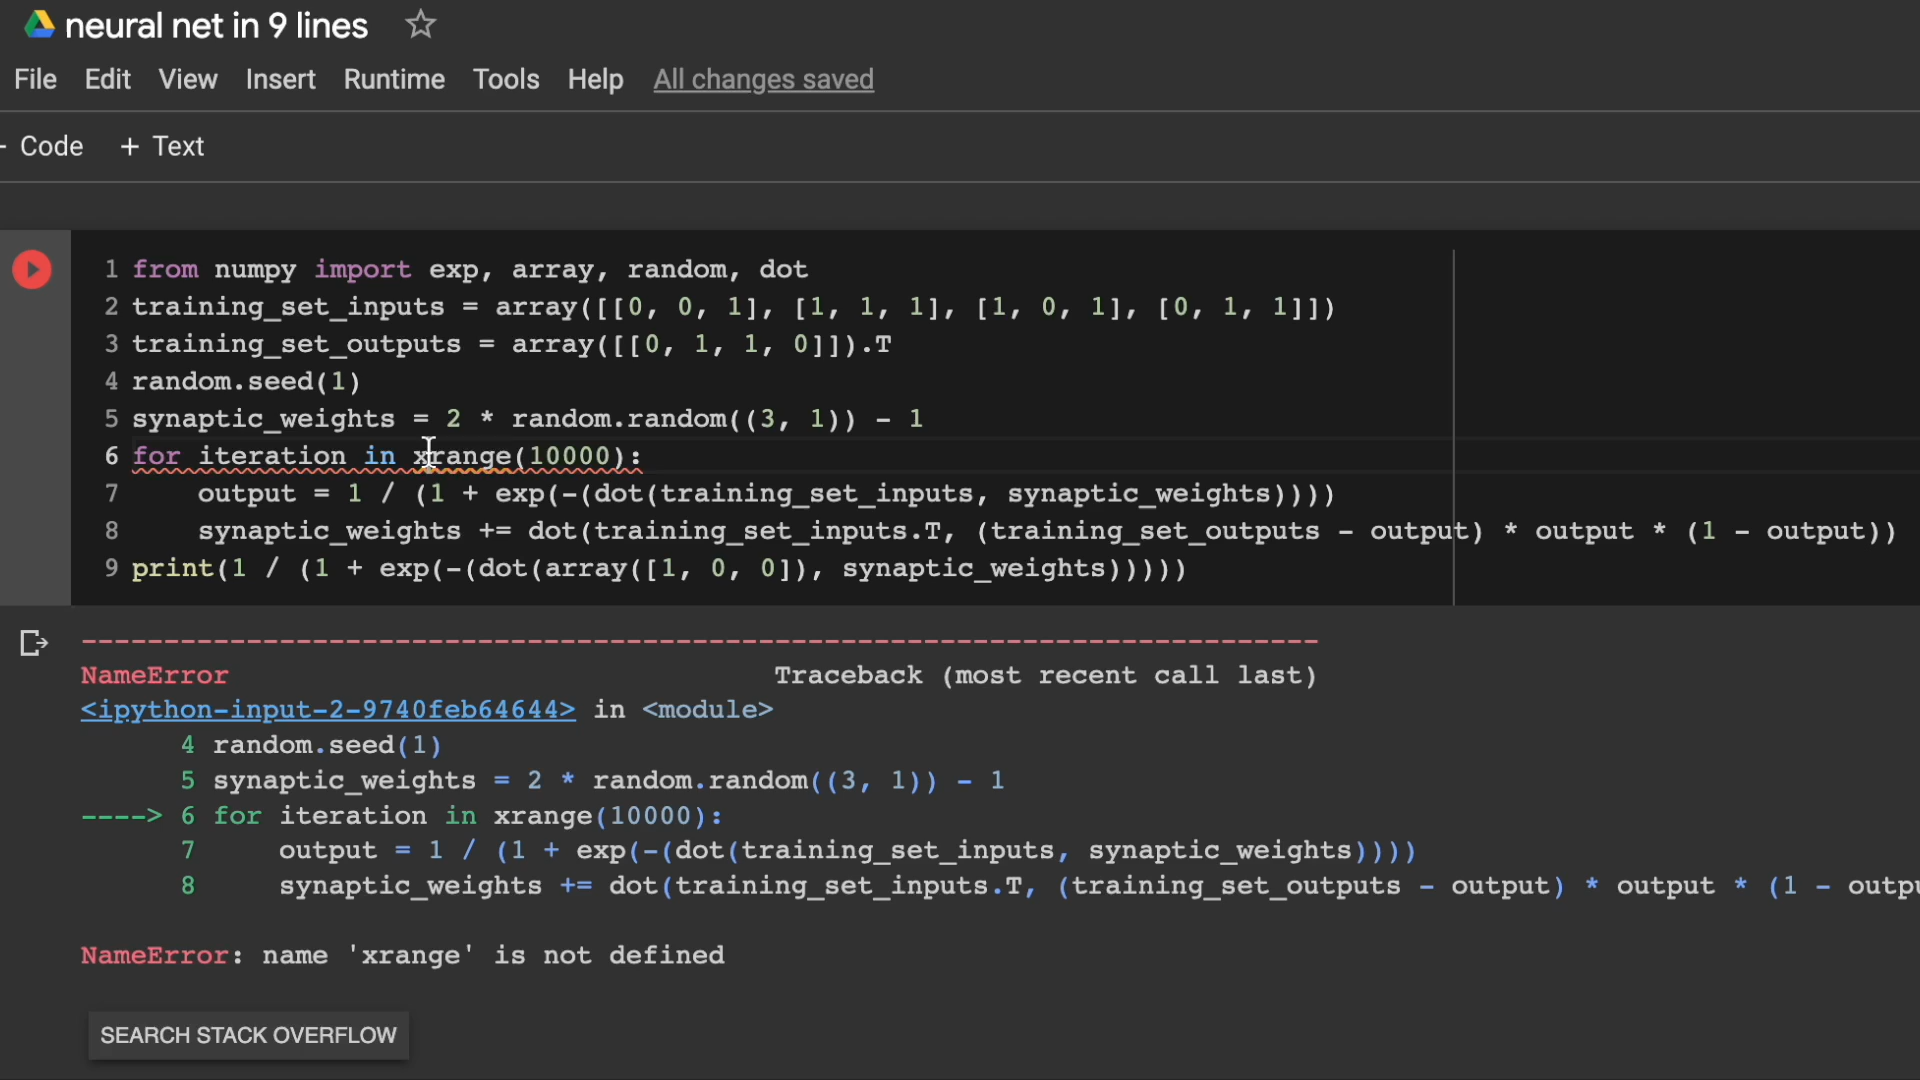 neural net in 9 lines
File Edit View Insert Runtime Tools Help All changes saved
Code + Text
1 from numpy import exp, array, random, dot
2 training_set_inputs = array([[0, 0, 1], [1, 1, 1], [1, 0, 1], [0, 1, 1]])
3 training_set_outputs = array([[0, 1, 1, 0]]).T
4 random.seed(1)
5 synaptic_weights = 2 * random.random((3, 1)) - 1
6 for iteration in xrange(10000):
7     output = 1 / (1 + exp(-(dot(training_set_inputs, synaptic_weights))))
8     synaptic_weights += dot(training_set_inputs.T, (training_set_outputs - output) * output * (1 - output))
9 print(1 / (1 + exp(-(dot(array([1, 0, 0]), synaptic_weights)))))
---------------------------------------------------------------------------
NameError                                 Traceback (most recent call last)
<ipython-input-2-9740feb64644> in <module>
      4 random.seed(1)
      5 synaptic_weights = 2 * random.random((3, 1)) - 1
----> 6 for iteration in xrange(10000):
      7     output = 1 / (1 + exp(-(dot(training_set_inputs, synaptic_weights))))
      8     synaptic_weights += dot(training_set_inputs.T, (training_set_outputs - output) * output * (1 - outpu
NameError: name 'xrange' is not defined
SEARCH STACK OVERFLOW